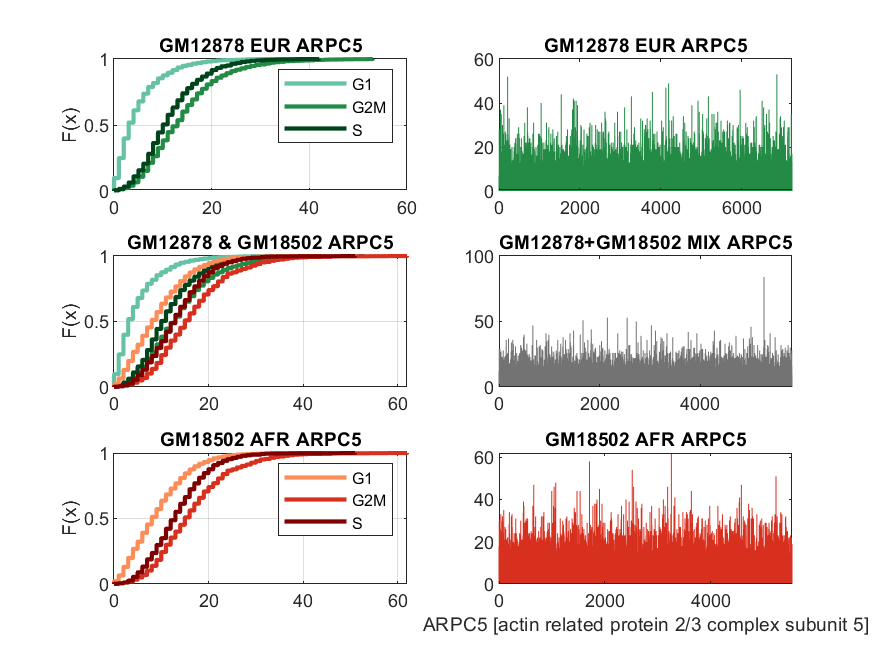 GM12878 EUR ARPC5
F(x)
1
0.5
0
0 20 40 60
G1
G2M
S
GM12878 EUR ARPC5
60
40
20
0
0 2000 4000 6000
GM12878 & GM18502 ARPC5
F(x)
1
0.5
0
0 20 40 60
GM12878+GM18502 MIX ARPC5
100
50
0
0 2000 4000
GM18502 AFR ARPC5
F(x)
1
0.5
0
0 20 40 60
G1
G2M
S
GM18502 AFR ARPC5
60
40
20
0
0 2000 4000
ARPC5 [actin related protein 2/3 complex subunit 5]